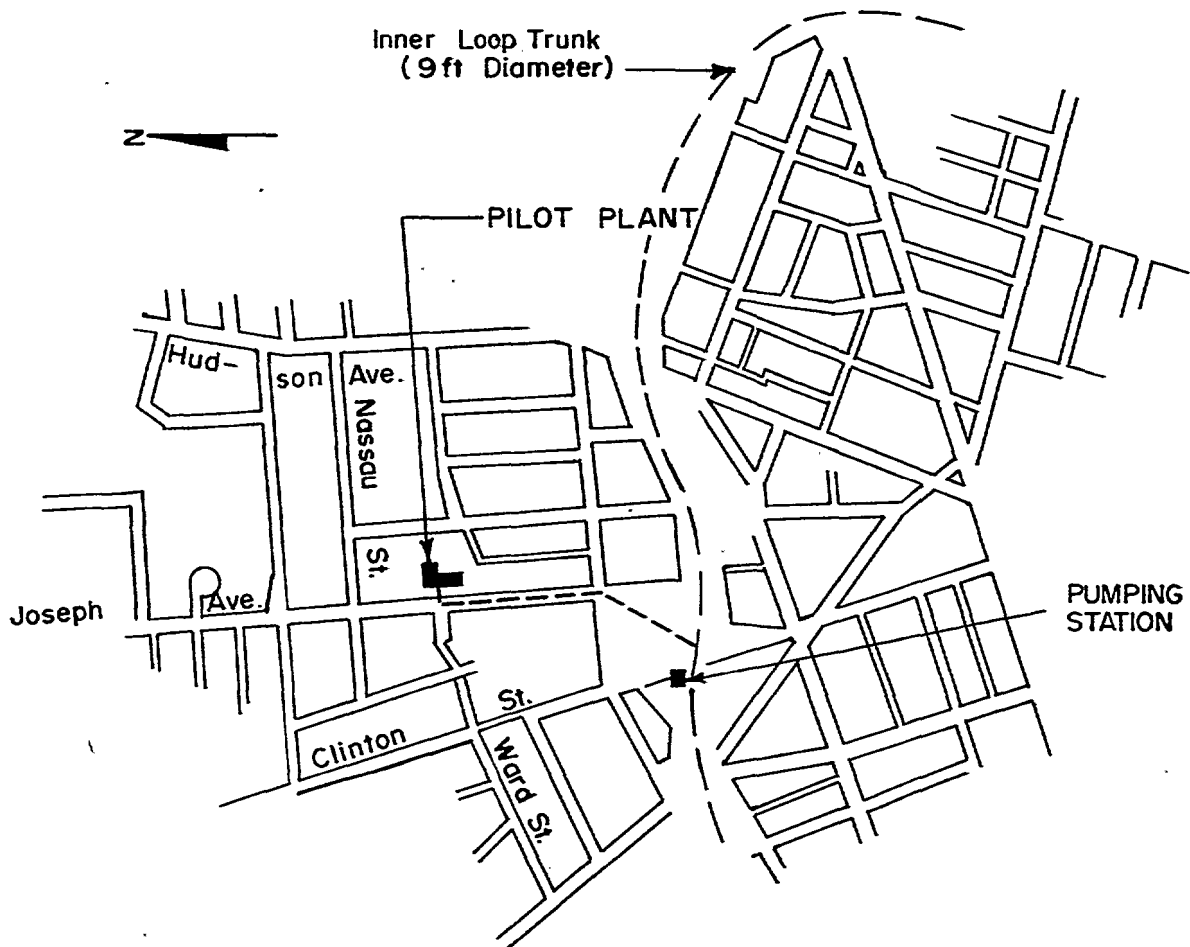 Inner Loop Trunk
(9ft Diameter)
N
PILOT PLANT
Hud-
son Ave.
Nassau
St.
Joseph Ave.
PUMPING
STATION
Clinton St.
Ward St.